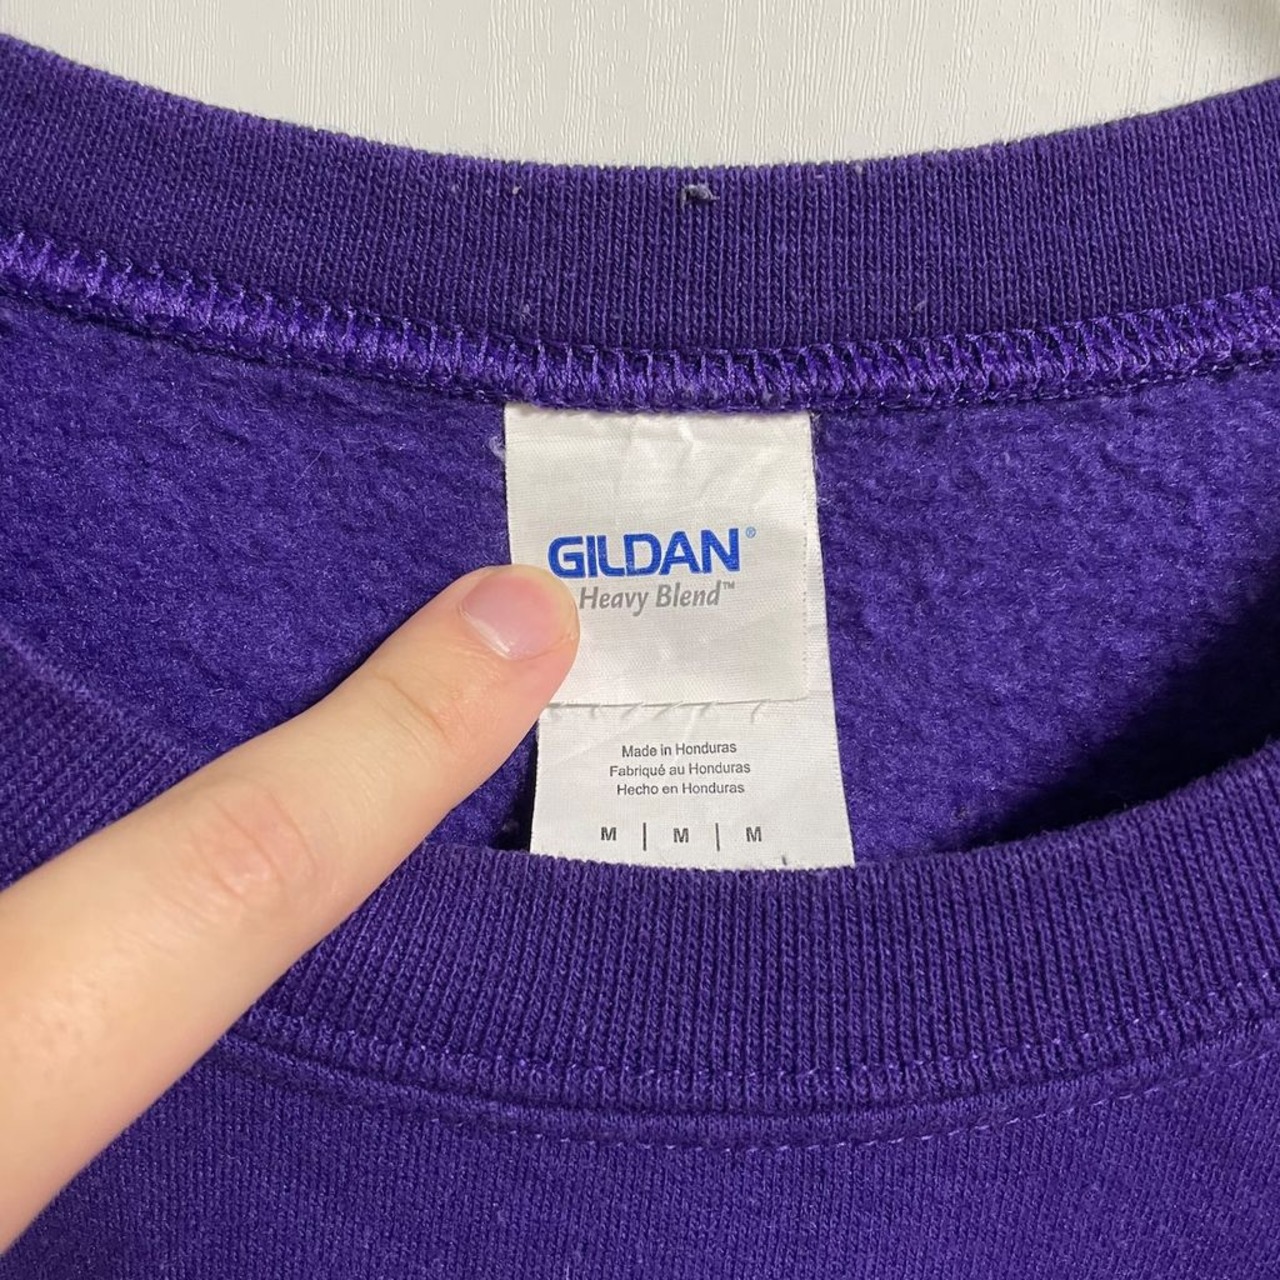 GILDAN®
Heavy Blend™
Made in Honduras
Fabriqué au Honduras
Hecho en Honduras
M | M | M